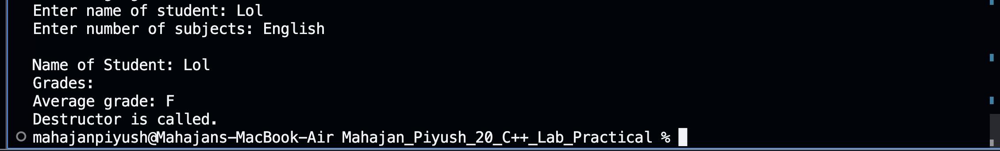 Enter name of student: Lol
Enter number of subjects: English
Name of Student: Lol
Grades:
Average grade: F
Destructor is called.
mahajanpiyush@Mahajans-MacBook-Air Mahajan_Piyush_20_C++_Lab_Practical %